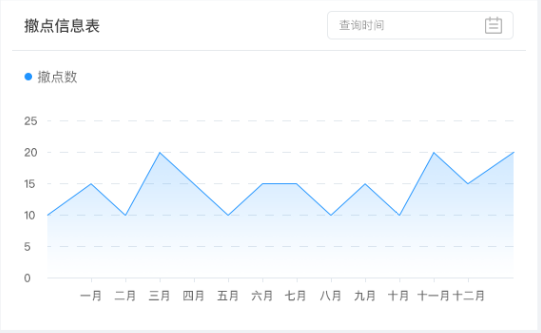 撤点信息表
查询时间
撤点数
25
20
15
10
5
0
一月 二月 三月 四月 五月 六月 七月 八月 九月 十月 十一月 十二月